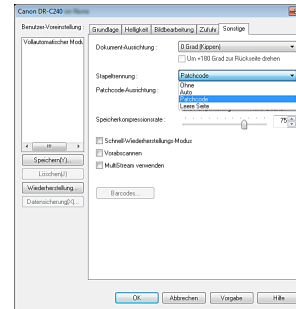 Canon DR-C240
Benutzer-Voreinstellung :
Vollautomatischer Modu
Speichern(Y)...
Löschen(J)
Wiederherstellung...
Datensicherung(X)...
Grundlage
Helligkeit
Bildbearbeitung
Zufuhr
Sonstige
Dokument-Ausrichtung :
0 Grad (Kippen)
Um +180 Grad zur Rückseite drehen
Stapeltrennung :
Patchcode
Patchcode-Ausrichtung :
Ohne
Auto
Patchcode
Leere Seite
Speicherkompressionsrate :
75
Schnell-Wiederherstellungs-Modus
Vorabscannen
MultiStream verwenden
Barcodes...
OK
Abbrechen
Vorgabe
Hilfe